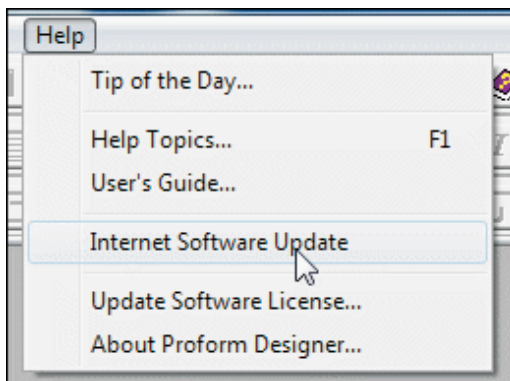 Help
Tip of the Day...
Help Topics... F1
User's Guide...
Internet Software Update
Update Software License...
About Proform Designer...